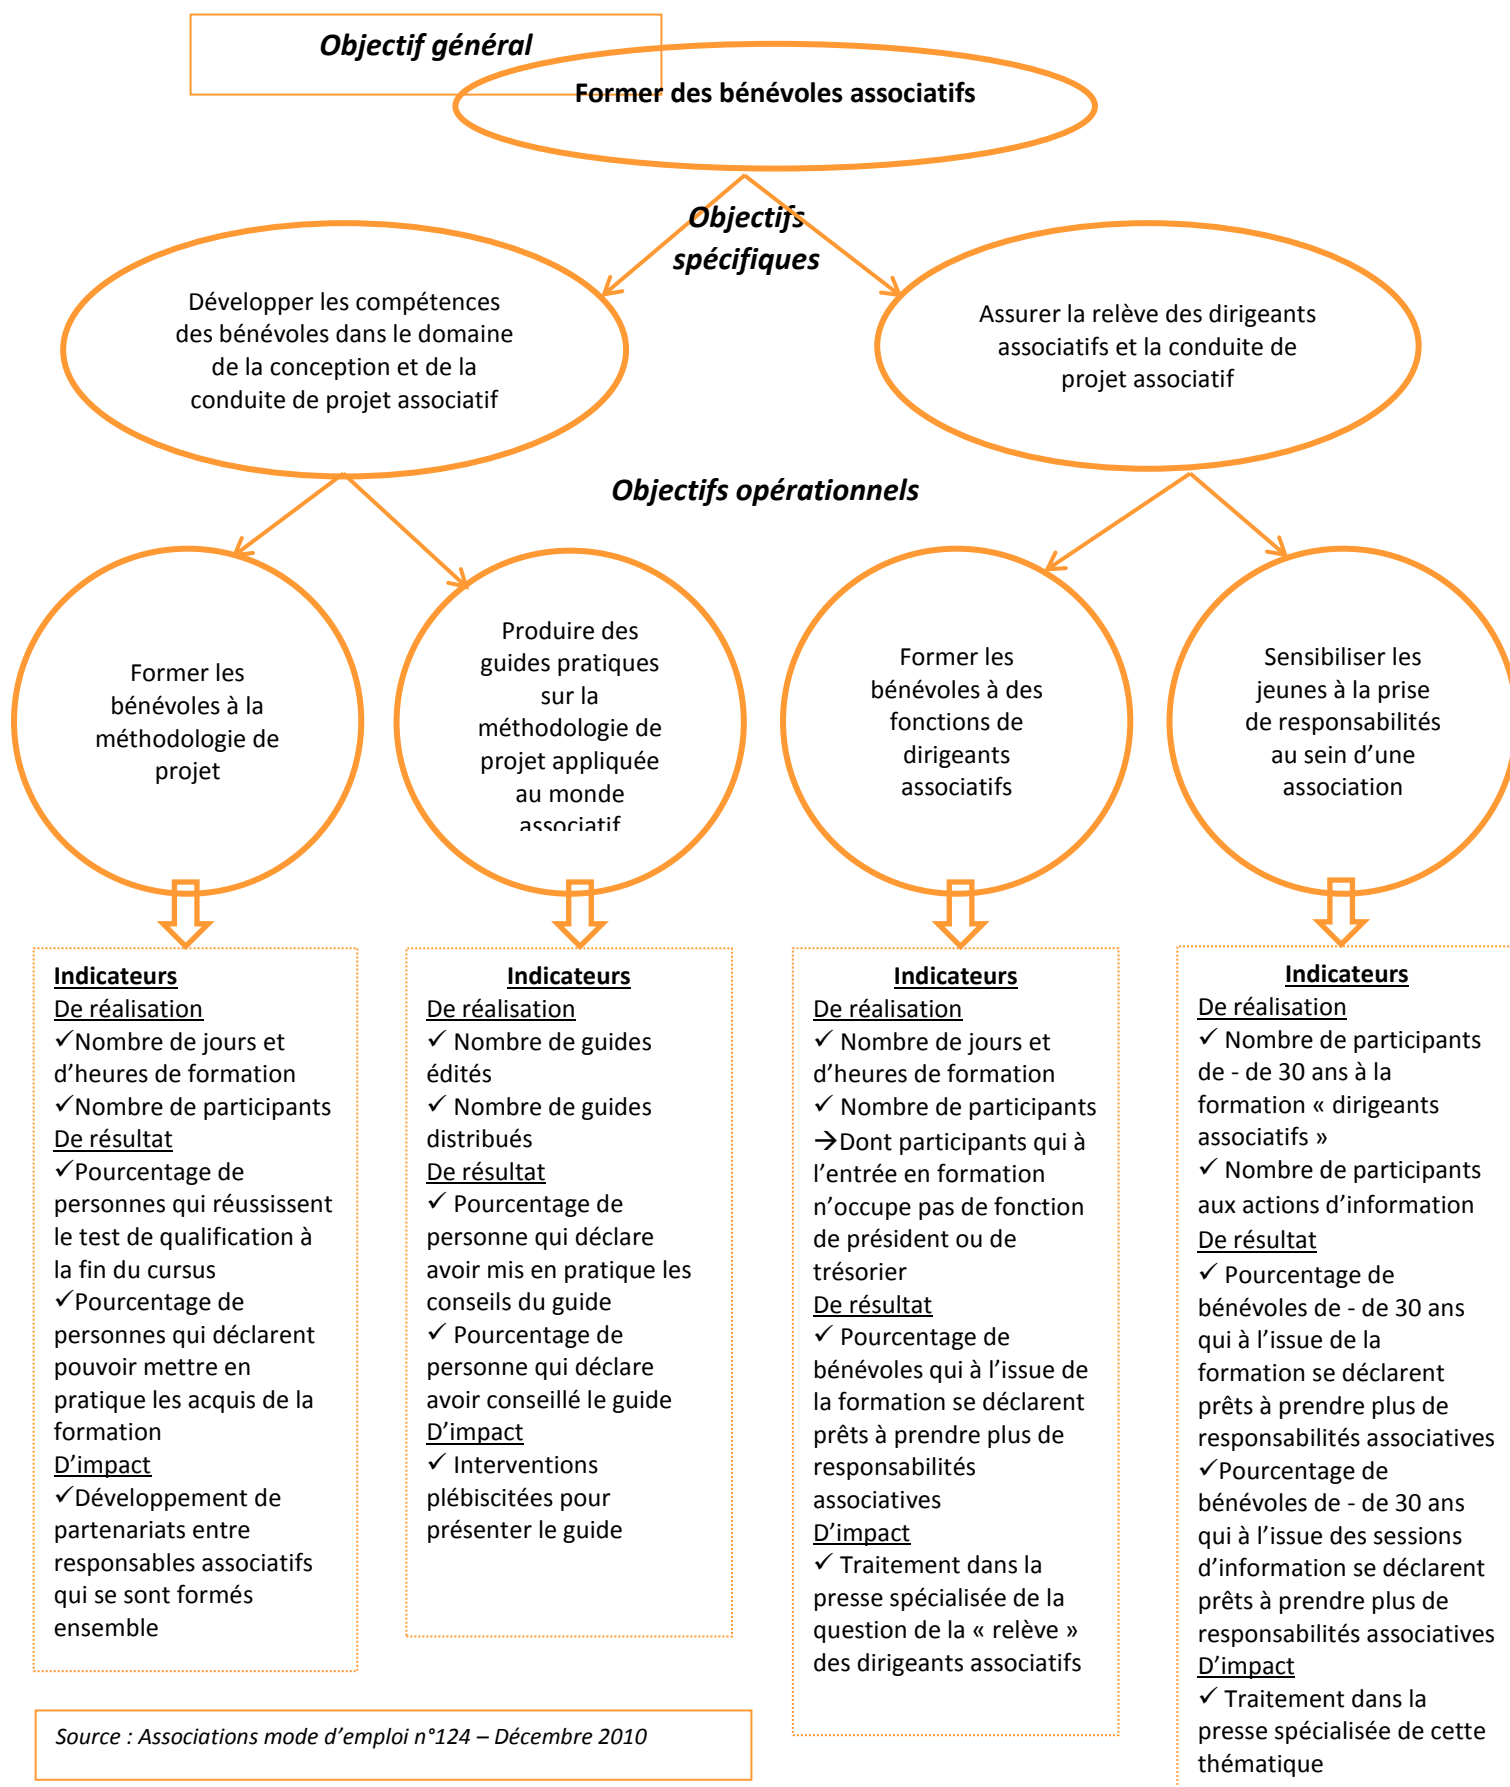 Objectif général
Former des bénévoles associatifs
Objectifs
spécifiques
Développer les compétences
des bénévoles dans le domaine
de la conception et de la
conduite de projet associatif
Assurer la relève des dirigeants
associatifs et la conduite de
projet associatif
Objectifs opérationnels
Former les
bénévoles à la
méthodologie de
projet
Produire des
guides pratiques
sur la
méthodologie de
projet appliquée
au monde
associatif
Former les
bénévoles à des
fonctions de
dirigeants
associatifs
Sensibiliser les
jeunes à la prise
de responsabilités
au sein d’une
association
Indicateurs
De réalisation
✓Nombre de jours et
d’heures de formation
✓Nombre de participants
De résultat
✓Pourcentage de
personnes qui réussissent
le test de qualification à
la fin du cursus
✓Pourcentage de
personnes qui déclarent
pouvoir mettre en
pratique les acquis de la
formation
D’impact
✓Développement de
partenariats entre
responsables associatifs
qui se sont formés
ensemble
Indicateurs
De réalisation
✓ Nombre de guides
édités
✓ Nombre de guides
distribués
De résultat
✓ Pourcentage de
personne qui déclare
avoir mis en pratique les
conseils du guide
✓ Pourcentage de
personne qui déclare
avoir conseillé le guide
D’impact
✓ Interventions
plébiscitées pour
présenter le guide
Indicateurs
De réalisation
✓ Nombre de jours et
d’heures de formation
✓ Nombre de participants
→Dont participants qui à
l’entrée en formation
n’occupe pas de fonction
de président ou de
trésorier
De résultat
✓ Pourcentage de
bénévoles qui à l’issue de
la formation se déclarent
prêts à prendre plus de
responsabilités
associatives
D’impact
✓ Traitement dans la
presse spécialisée de la
question de la « relève »
des dirigeants associatifs
Indicateurs
De réalisation
✓ Nombre de participants
de - de 30 ans à la
formation « dirigeants
associatifs »
✓ Nombre de participants
aux actions d’information
De résultat
✓ Pourcentage de
bénévoles de - de 30 ans
qui à l’issue de la
formation se déclarent
prêts à prendre plus de
responsabilités associatives
✓Pourcentage de
bénévoles de - de 30 ans
qui à l’issue des sessions
d’information se déclarent
prêts à prendre plus de
responsabilités associatives
D’impact
✓ Traitement dans la
presse spécialisée de cette
thématique
Source : Associations mode d’emploi n°124 – Décembre 2010